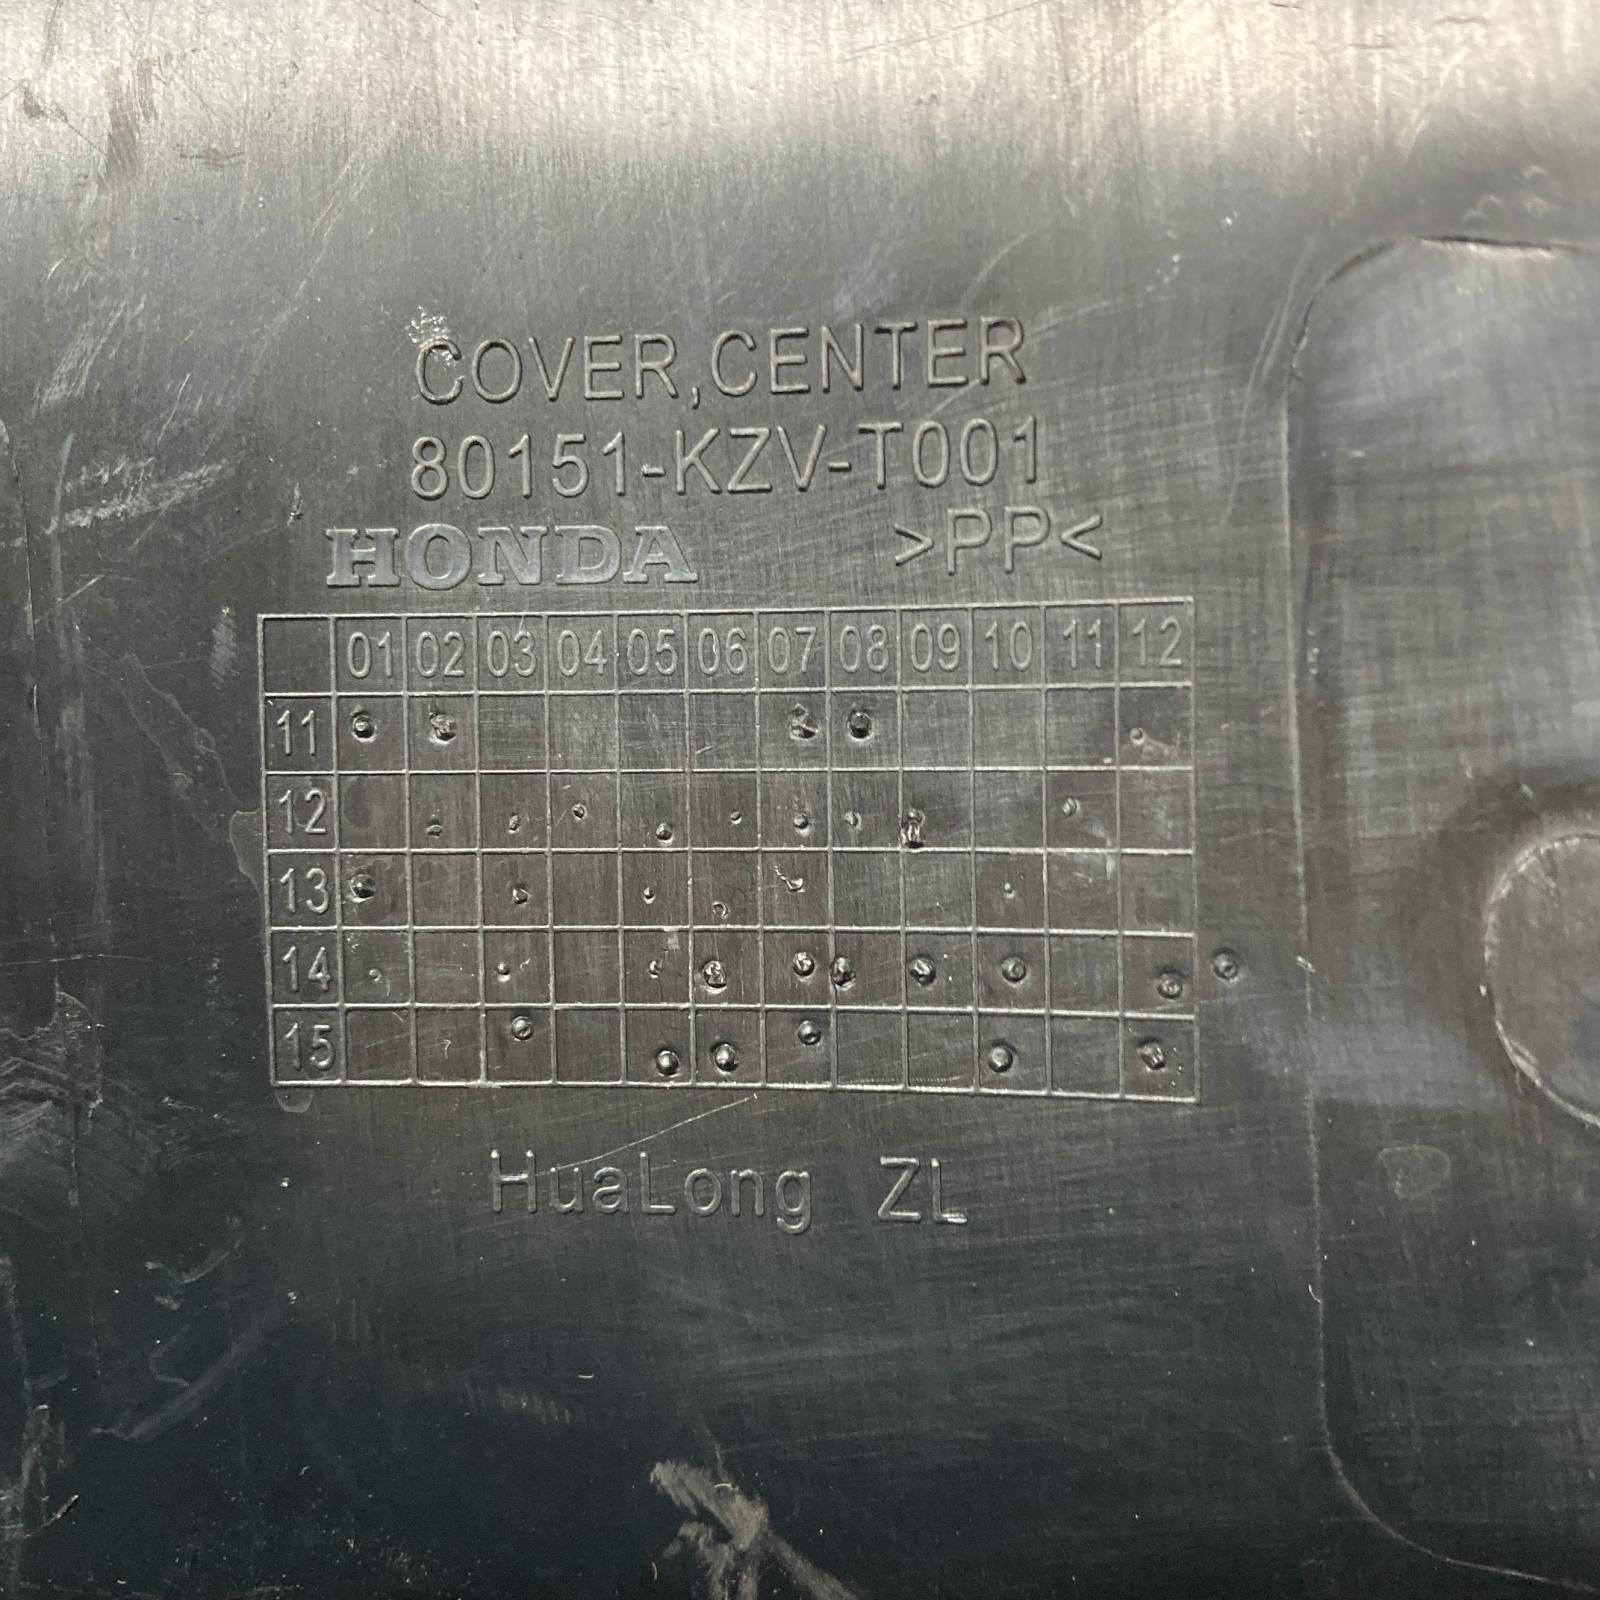 COVER,CENTER
80151-KZV-T001
HONDA >PP<
01 02 03 04 05 06 07 08 09 10 11 12
11
12
13
14
15
HuaLong ZL